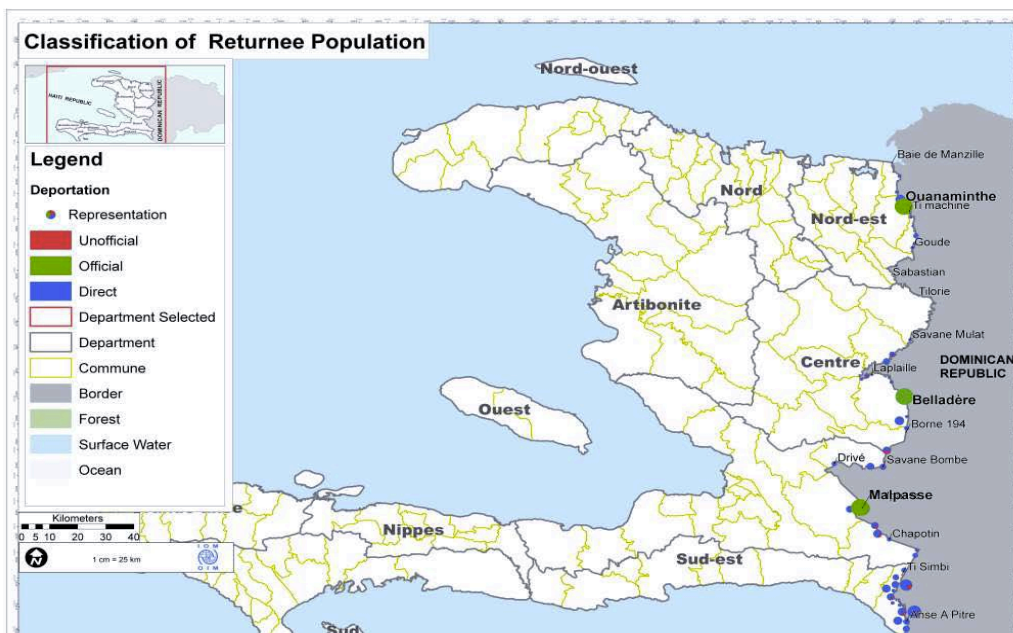 Classification of Returnee Population
HAITI REPUBLIC
DOMINICAN REPUBLIC
Legend
Deportation
Representation
Unofficial
Official
Direct
Department Selected
Department
Commune
Border
Forest
Surface Water
Ocean
Kilometers
0 5 10 20 30 40
1 cm = 25 km
IOM
OIM
Nord-ouest
Baie de Manzille
Ouanaminthe
Nord
Ti machine
Nord-est
Goude
Sabastian
Tilorie
Artibonite
Savane Mulat
Centre
Laplaille
DOMINICAN
REPUBLIC
Belladère
Ouest
Borne 194
Drivé
Savane Bombe
Malpasse
e
Nippes
Chapotin
Sud-est
Ti Simbi
Anse A Pitre
Sud